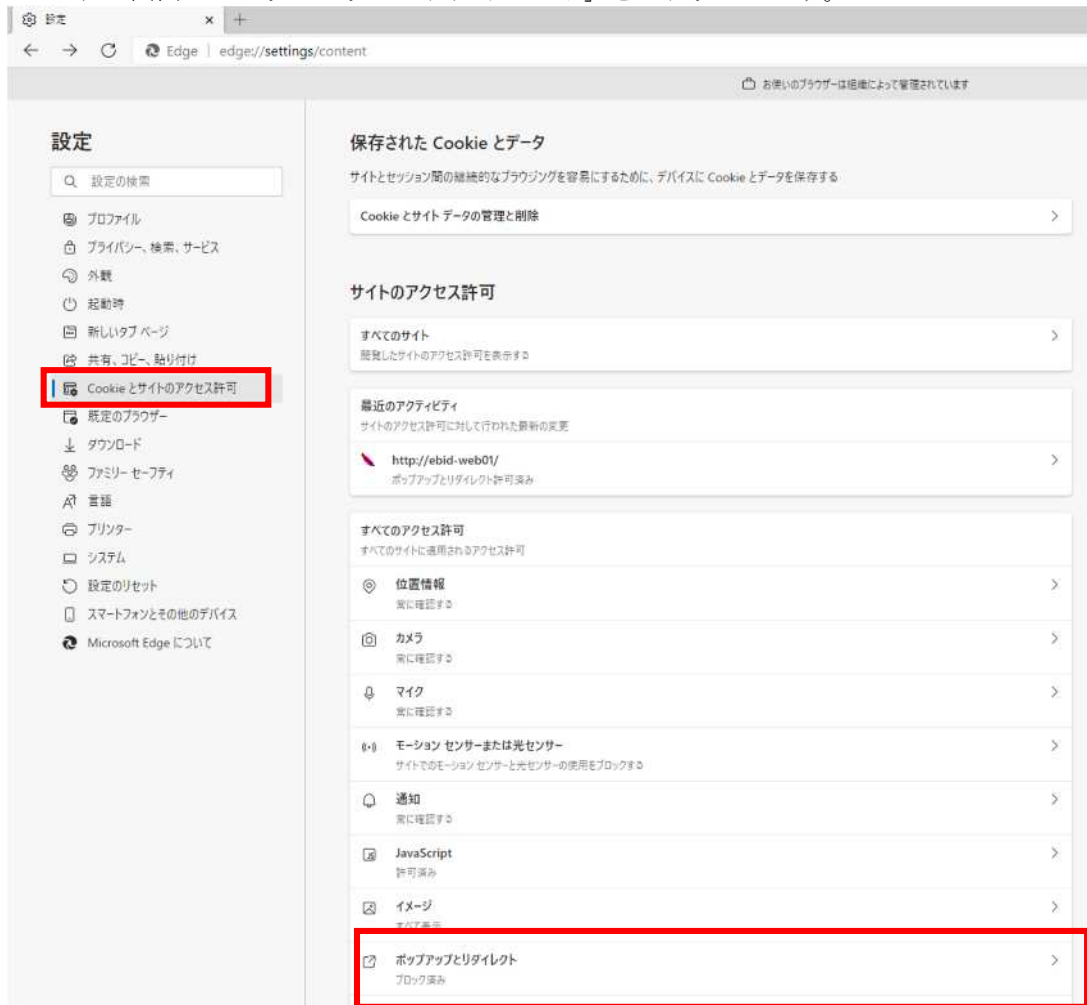 設定
Edge | edge://settings/content
お使いのブラウザーは組織によって管理されています
設定
設定の検索
プロファイル
プライバシー、検索、サービス
外観
起動時
新しいタブ ページ
共有、コピー、貼り付け
Cookie とサイトのアクセス許可
既定のブラウザー
ダウンロード
ファミリー セーフティ
言語
プリンター
システム
設定のリセット
スマートフォンとその他のデバイス
Microsoft Edge について
保存された Cookie とデータ
サイトとセッション間の継続的なブラウジングを容易にするために、デバイスに Cookie とデータを保存する
Cookie とサイト データの管理と削除
サイトのアクセス許可
すべてのサイト
閲覧したサイトのアクセス許可を表示する
最近のアクティビティ
サイトのアクセス許可に対して行われた最新の変更
http://ebid-web01/
ポップアップとリダイレクト許可済み
すべてのアクセス許可
すべてのサイトに適用されるアクセス許可
位置情報
常に確認する
カメラ
常に確認する
マイク
常に確認する
モーション センサーまたは光センサー
サイトでのモーション センサーと光センサーの使用をブロックする
通知
常に確認する
JavaScript
許可済み
イメージ
すべて表示
ポップアップとリダイレクト
ブロック済み